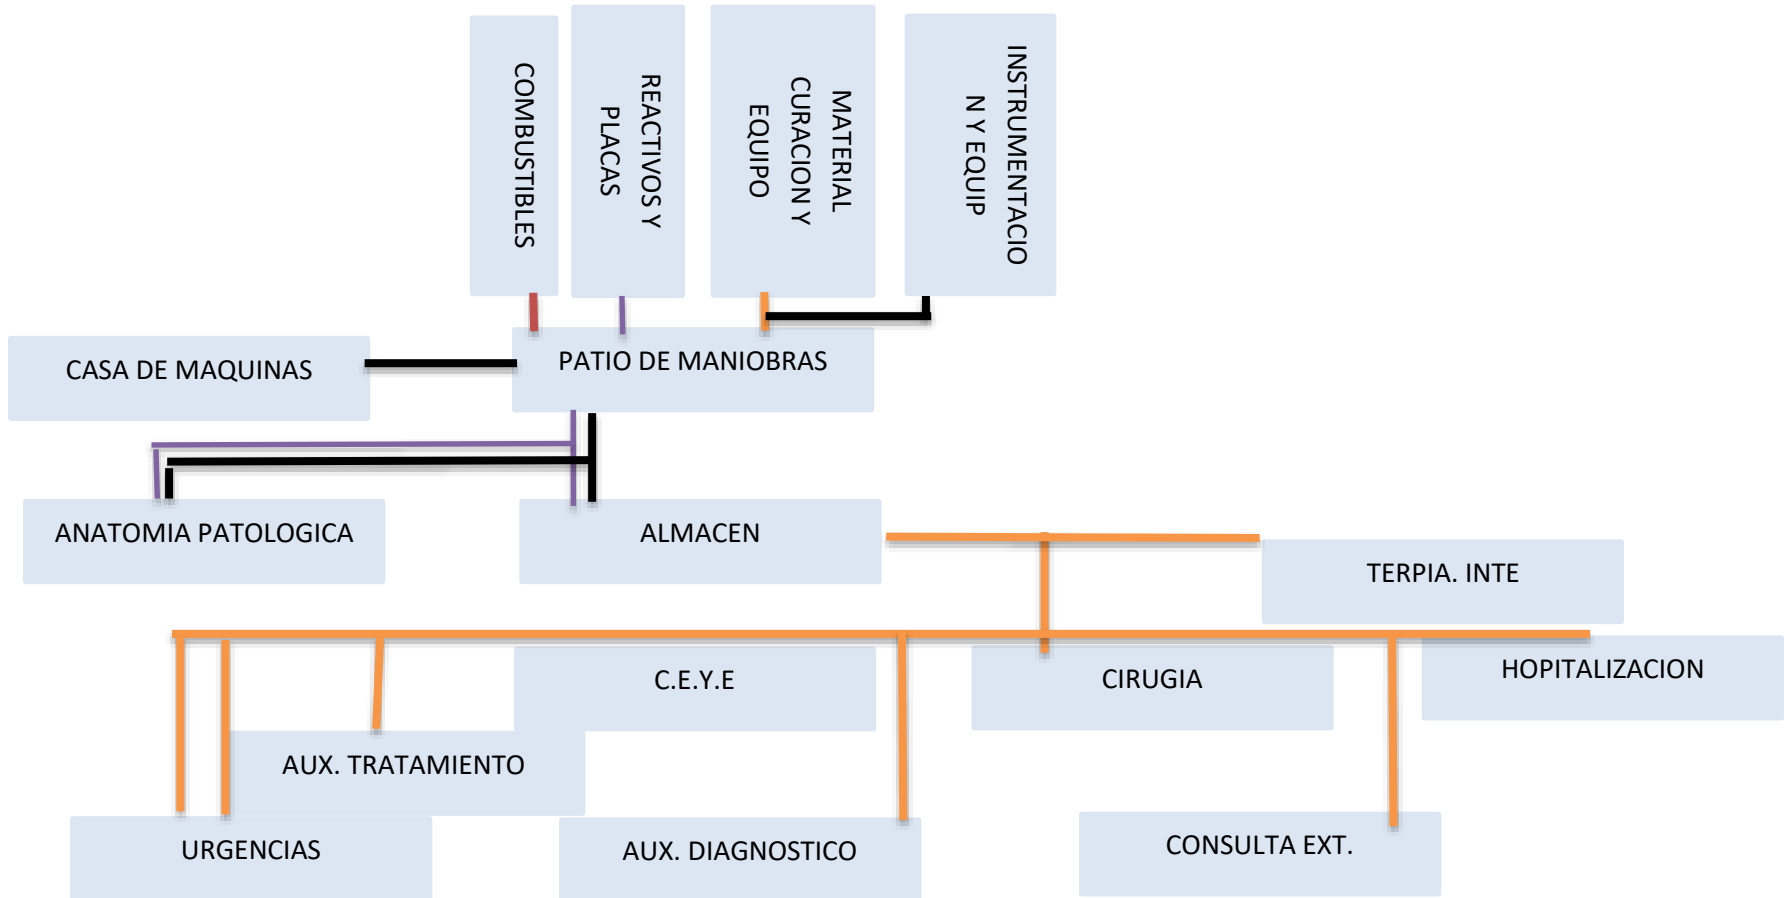 COMBUSTIBLES
REACTIVOS Y
PLACAS
MATERIAL
CURACION Y
EQUIPO
INSTRUMENTACIO
N Y EQUIP
CASA DE MAQUINAS
PATIO DE MANIOBRAS
ANATOMIA PATOLOGICA
ALMACEN
TERPIA. INTE
C.E.Y.E
CIRUGIA
HOPITALIZACION
AUX. TRATAMIENTO
URGENCIAS
AUX. DIAGNOSTICO
CONSULTA EXT.